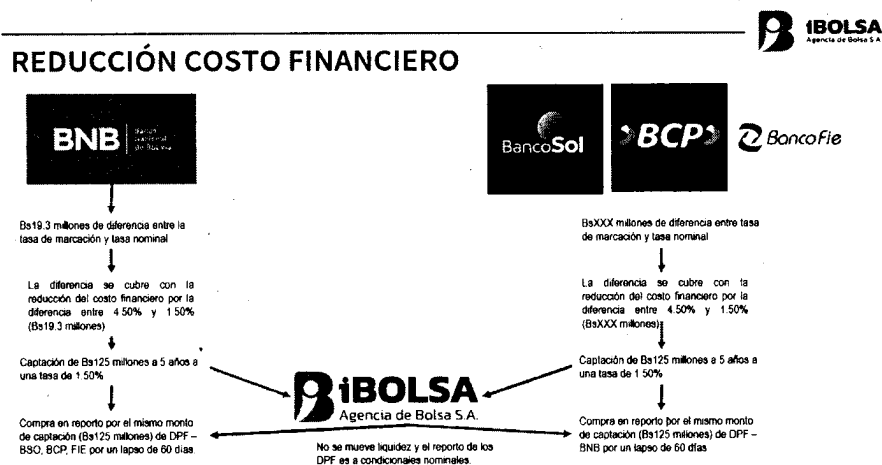 iBOLSA
Agencia de Bolsa S.A.
REDUCCIÓN COSTO FINANCIERO
BNB
Banco
Nacional
de Bolivia
BancoSol
BCP
BancoFie
Bs19.3 millones de diferencia entre la
tasa de marcación y tasa nominal
La diferencia se cubre con la
reducción del costo financiero por la
diferencia entre 4.50% y 1.50%
(Bs19.3 millones)
Captación de Bs125 millones a 5 años a
una tasa de 1.50%
Compra en reporto por el mismo monto
de captación (Bs125 millones) de DPF –
BSO, BCP, FIE por un lapso de 60 días.
BsXXX millones de diferencia entre tasa
de marcación y tasa nominal
La diferencia se cubre con la
reducción del costo financiero por la
diferencia entre 4.50% y 1.50%
(BsXXX millones)
Captación de Bs125 millones a 5 años a
una tasa de 1.50%
Compra en reporto por el mismo monto
de captación (Bs125 millones) de DPF –
BNB por un lapso de 60 días
iBOLSA
Agencia de Bolsa S.A.
No se mueve liquidez y el reporto de los
DPF es a condicionales nominales.